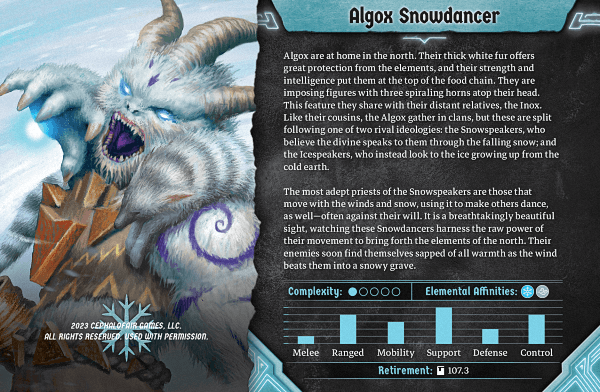 Algox Snowdancer
Algox are at home in the north. Their thick white fur offers
great protection from the elements, and their strength and
intelligence put them at the top of the food chain. They are
imposing figures with three spiraling horns atop their head.
This feature they share with their distant relatives, the Inox.
Like their cousins, the Algox gather in clans, but these are split
following one of two rival ideologies: the Snowspeakers, who
believe the divine speaks to them through the falling snow; and
the Icespeakers, who instead look to the ice growing up from the
cold earth.
The most adept priests of the Snowspeakers are those that
move with the winds and snow, using it to make others dance,
as well—often against their will. It is a breathtakingly beautiful
sight, watching these Snowdancers harness the raw power of
their movement to bring forth the elements of the north. Their
enemies soon find themselves sapped of all warmth as the wind
beats them into a snowy grave.
Complexity: Elemental Affinities:
Melee Ranged Mobility Support Defense Control
Retirement: 107.3
2023 CEPHALOFAIR GAMES, LLC.
ALL RIGHTS RESERVED. USED WITH PERMISSION.